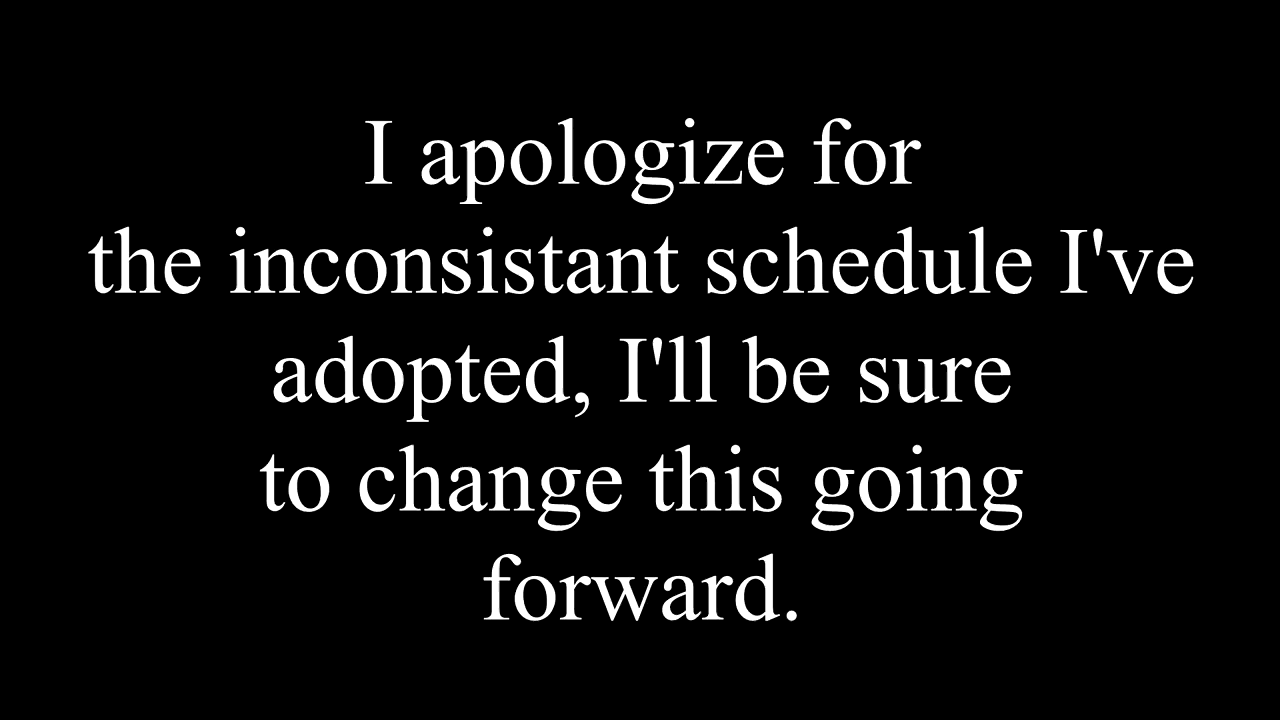 I apologize for
the inconsistant schedule I've
adopted, I'll be sure
to change this going
forward.